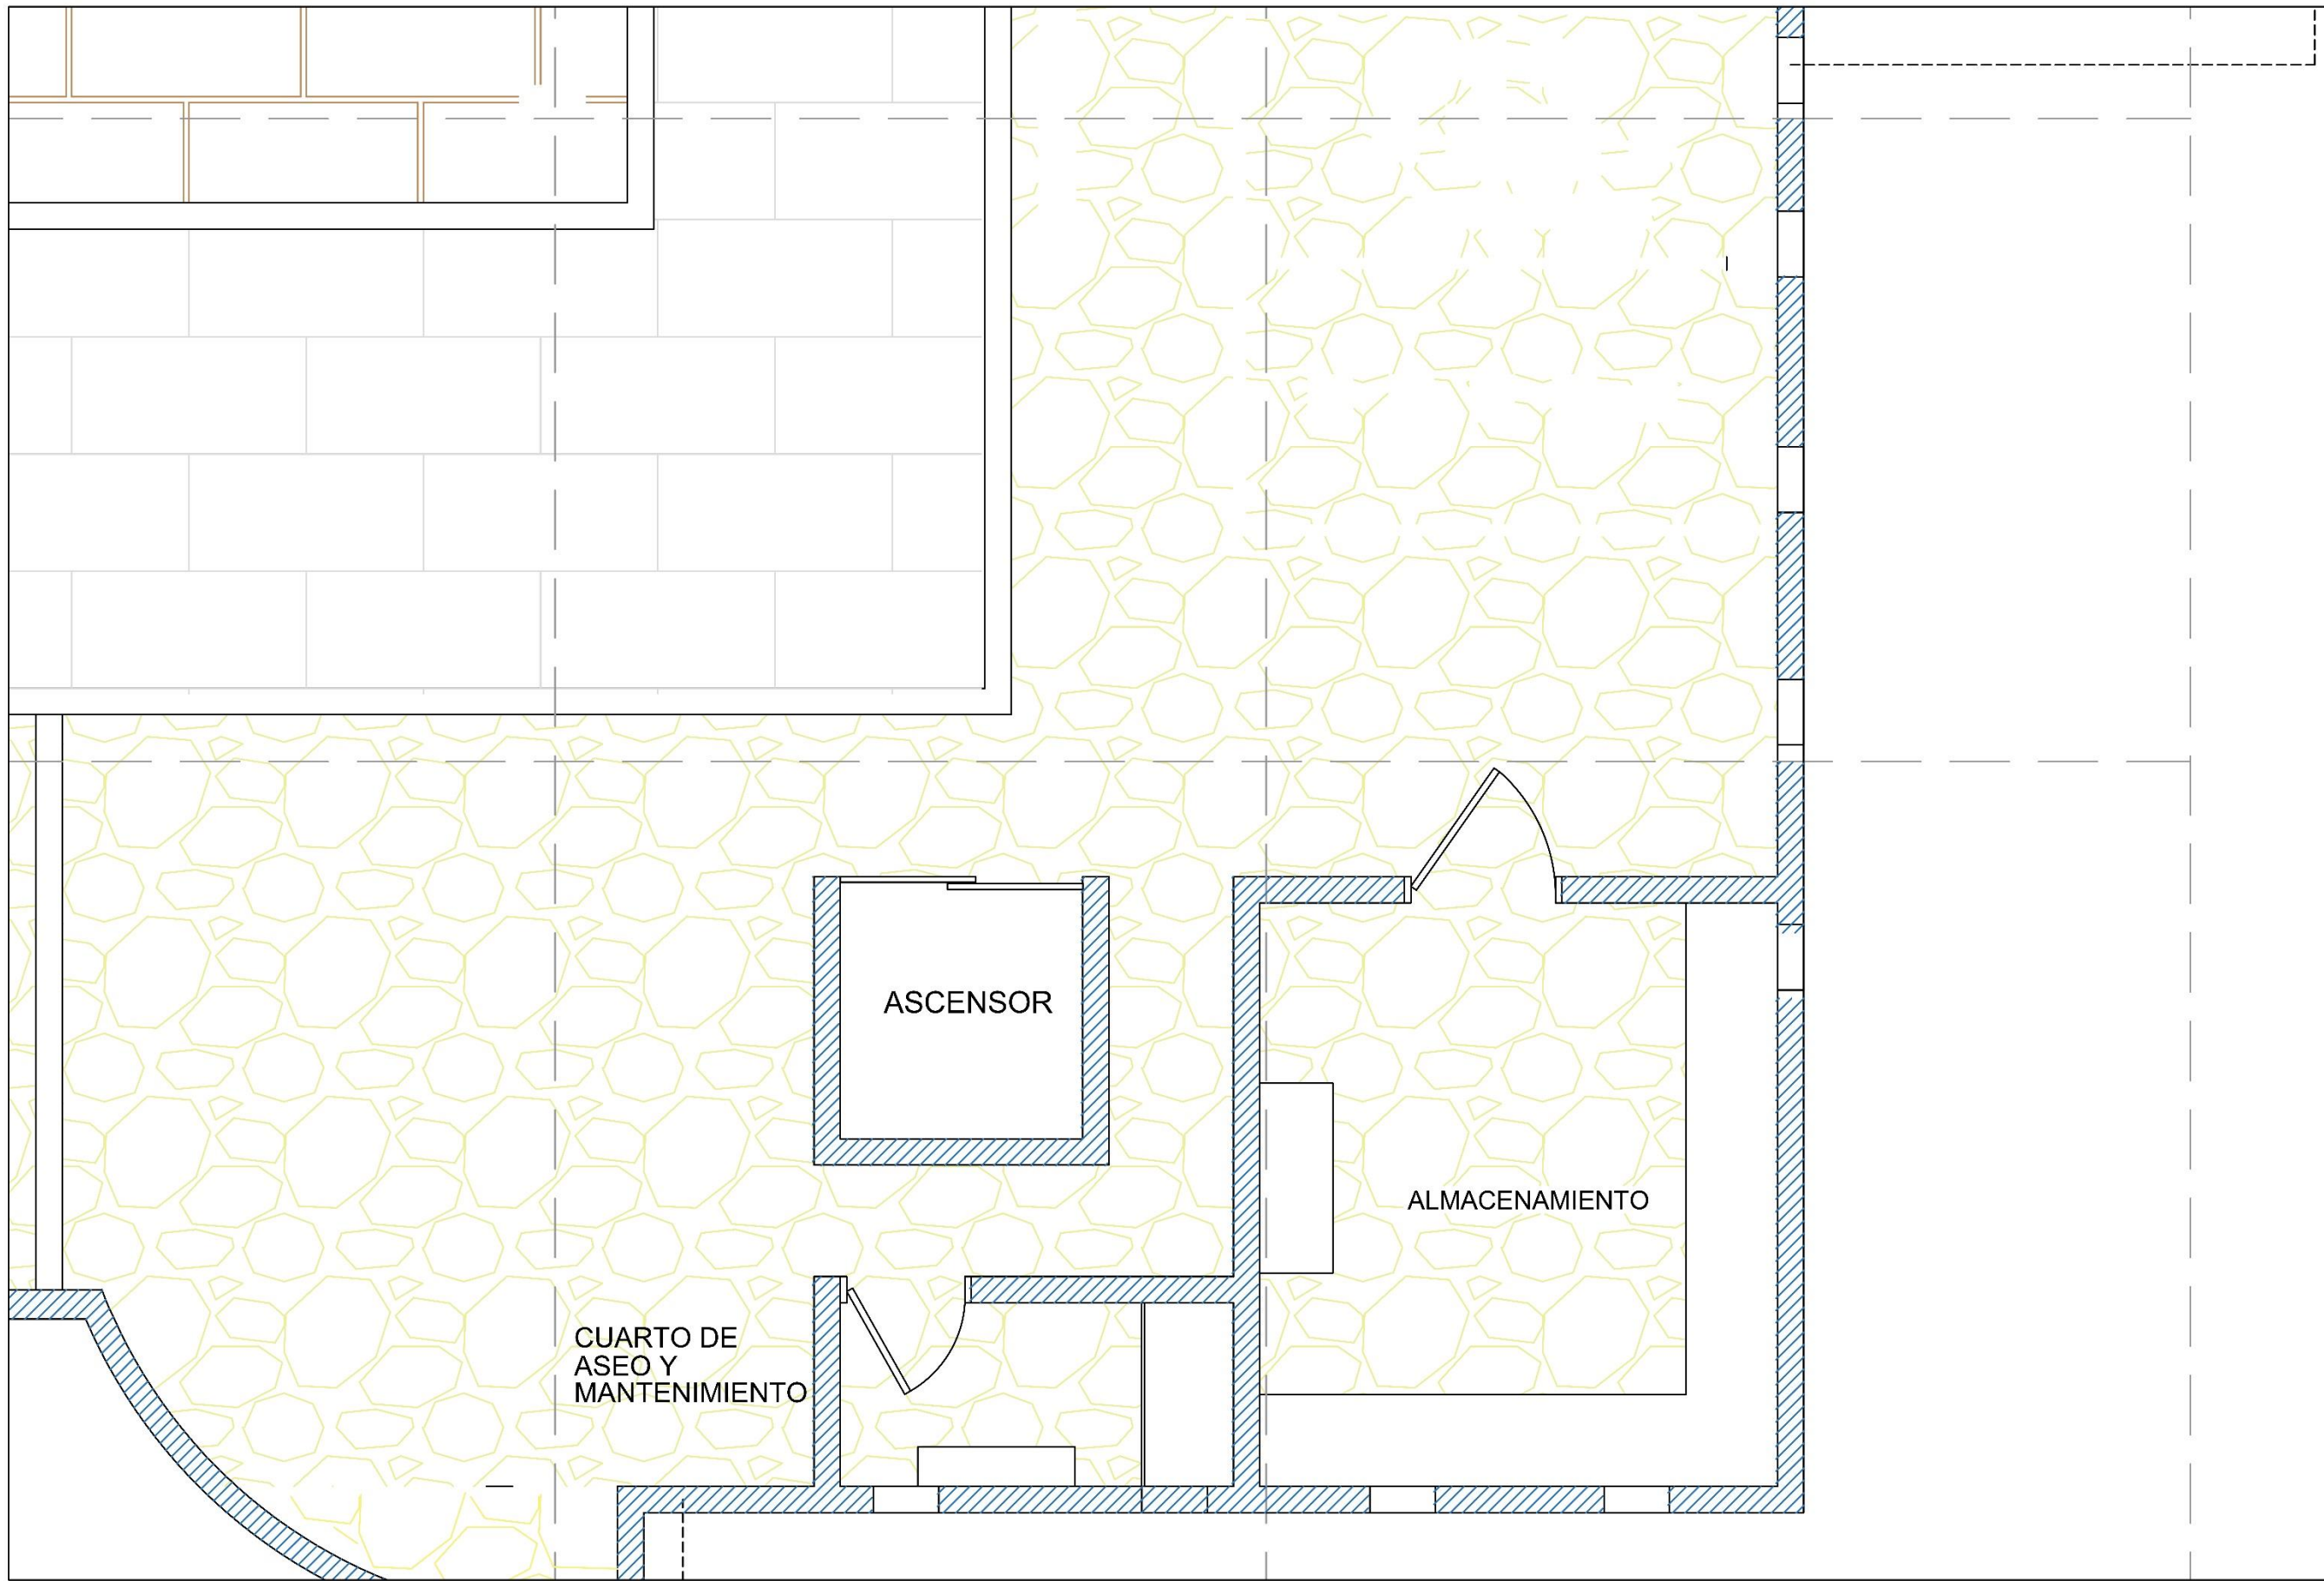 ASCENSOR
ALMACENAMIENTO
CUARTO DE
ASEO Y
MANTENIMIENTO